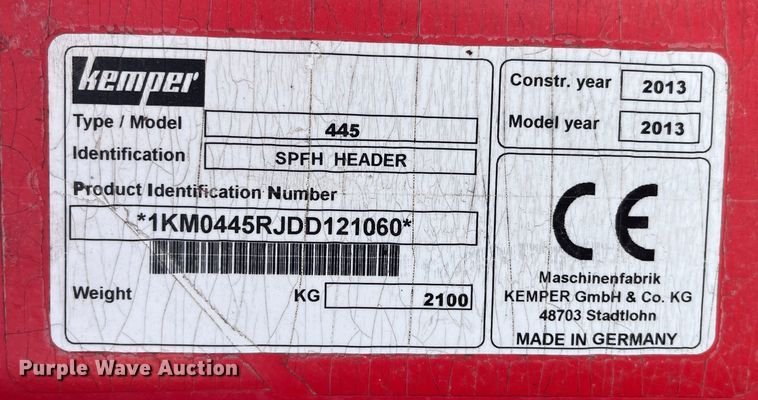 kemper
Type / Model 445
Identification SPFH HEADER
Product Identification Number
*1KM0445RJDD121060*
Weight KG 2100
Constr. year 2013
Model year 2013
CE
Maschinenfabrik
KEMPER GmbH & Co. KG
48703 Stadtlohn
MADE IN GERMANY
Purple Wave Auction